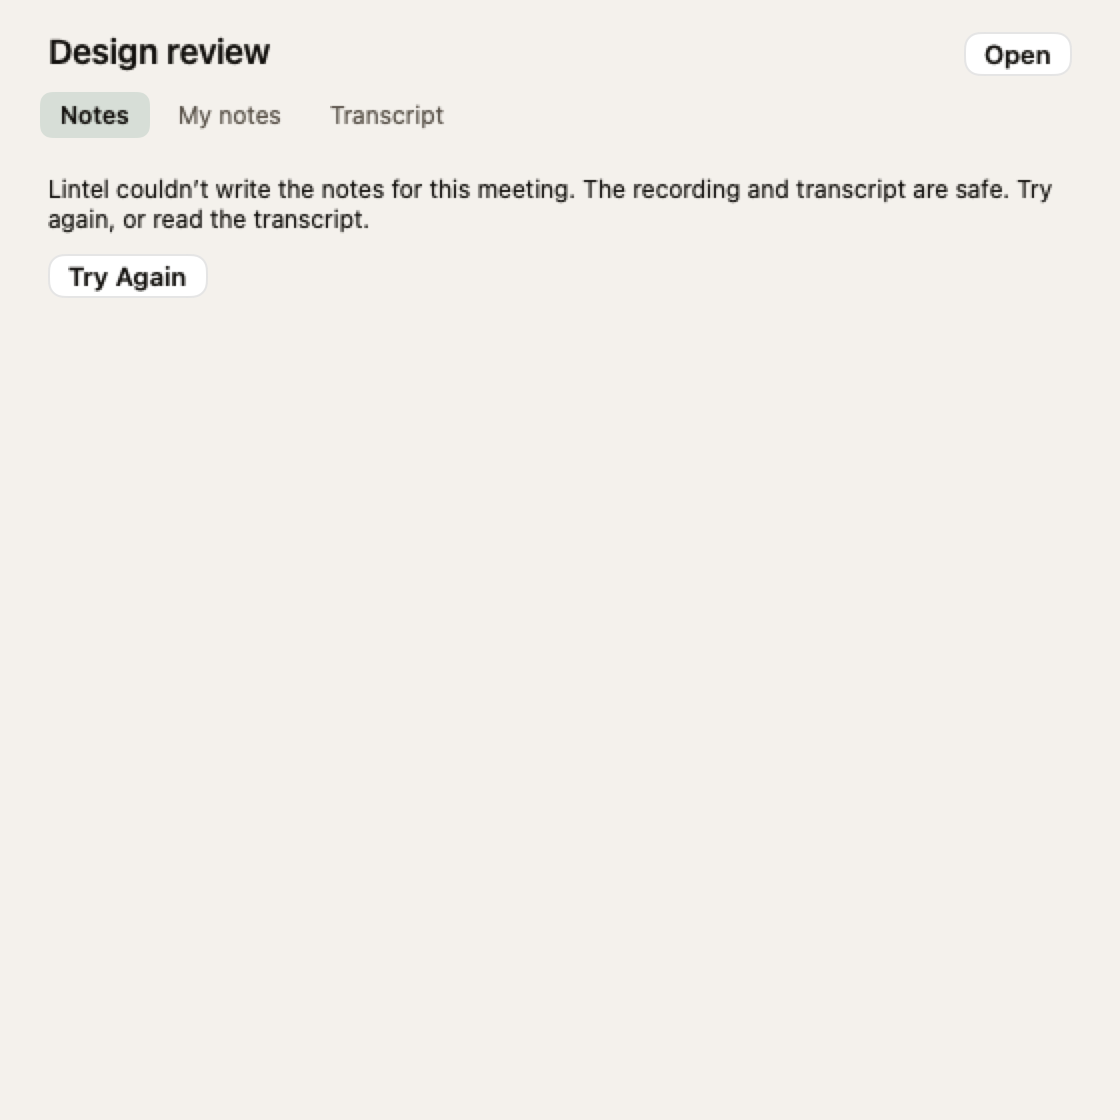 Design review
Open
Notes
My notes
Transcript
Lintel couldn’t write the notes for this meeting. The recording and transcript are safe. Try
again, or read the transcript.
Try Again